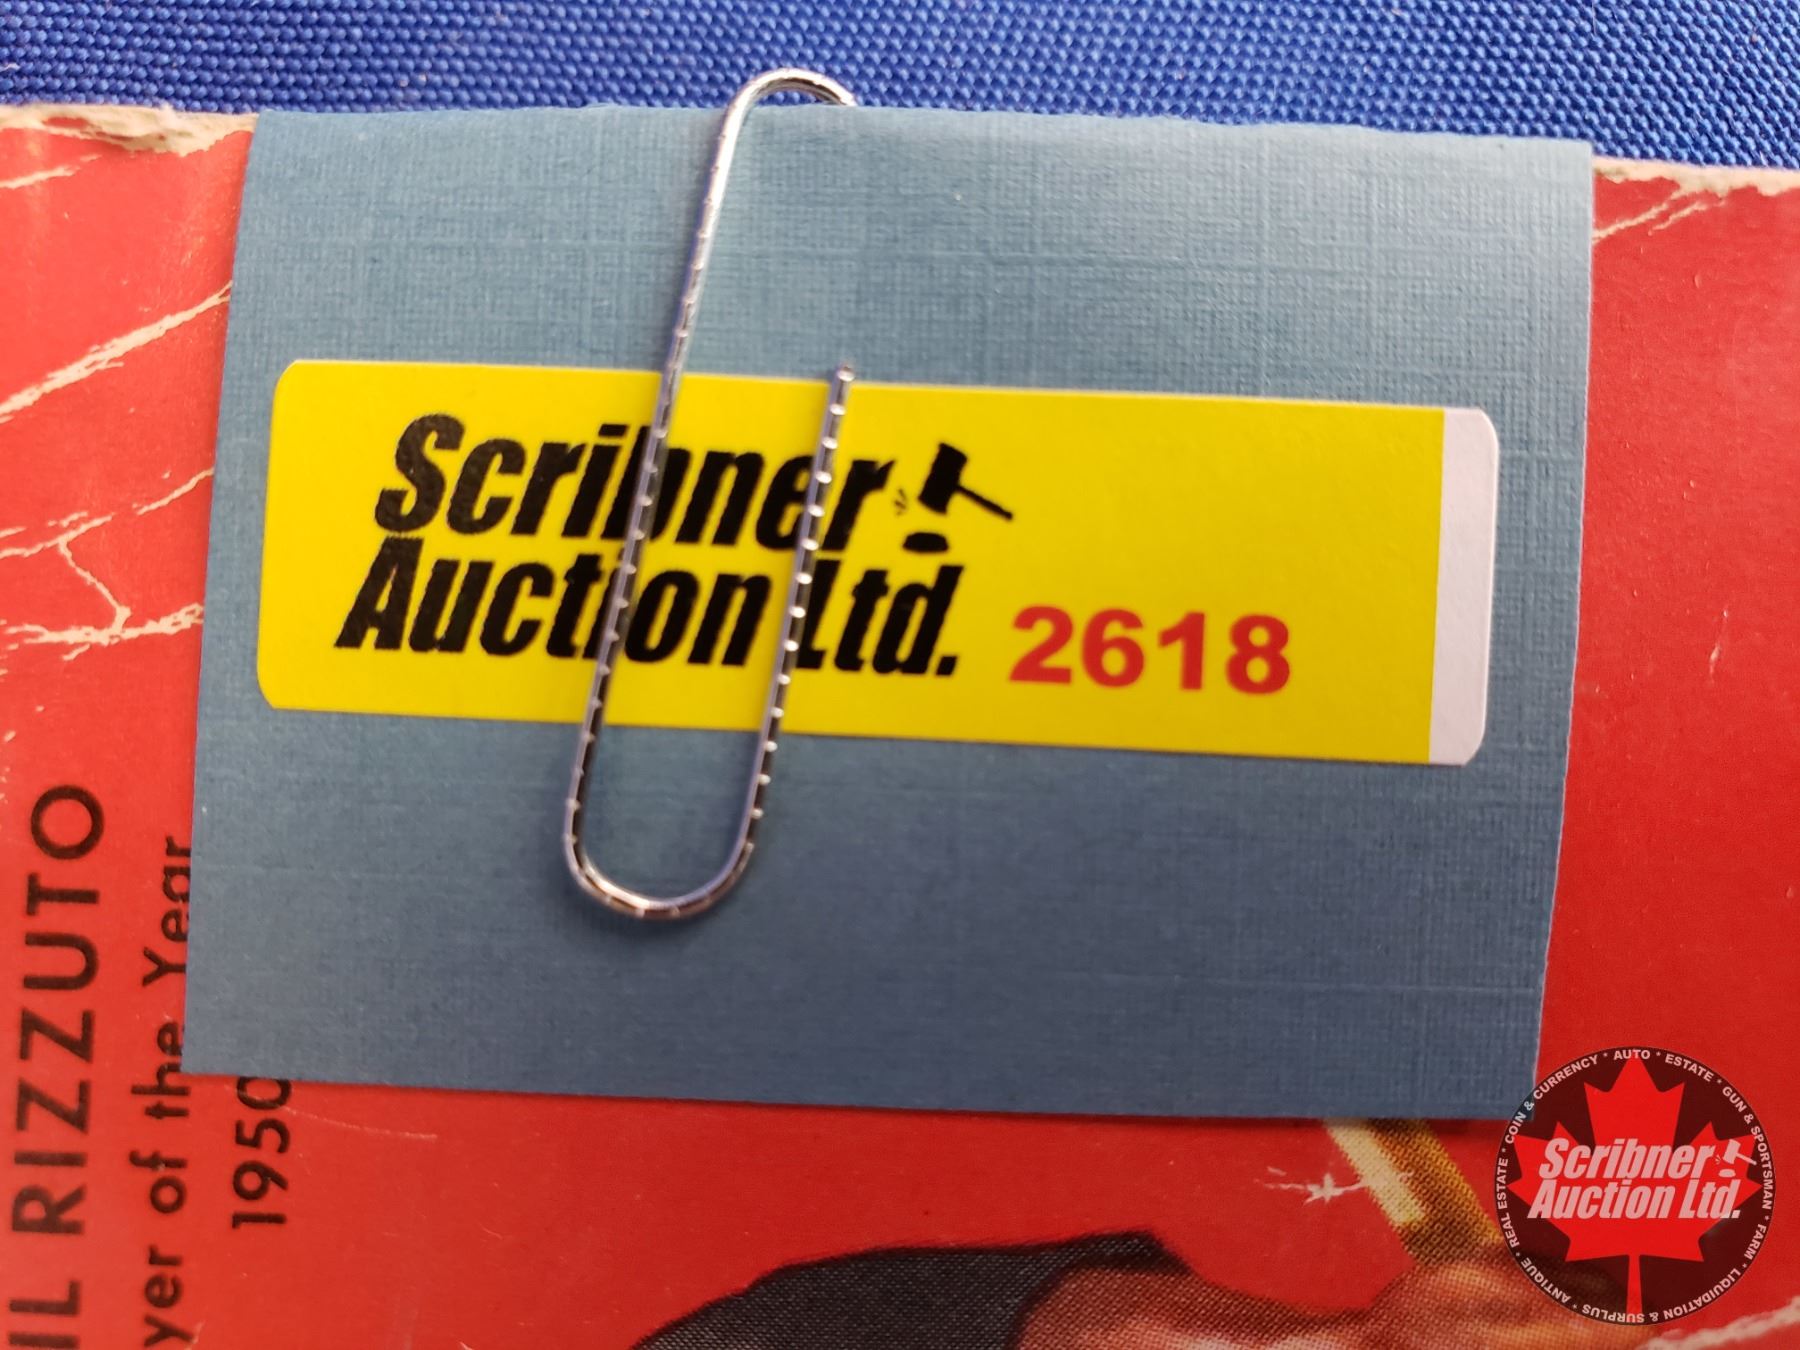 Scribner
Auction Ltd. 2618
IL RIZZUTO
yer of the Year
1950
COIN & CURRENCY * AUTO * ESTATE * GUN & SPORTSMAN * FARM * LIQUIDATION & SURPLUS * ANTIQUE * REAL ESTATE *
Scribner
Auction Ltd.